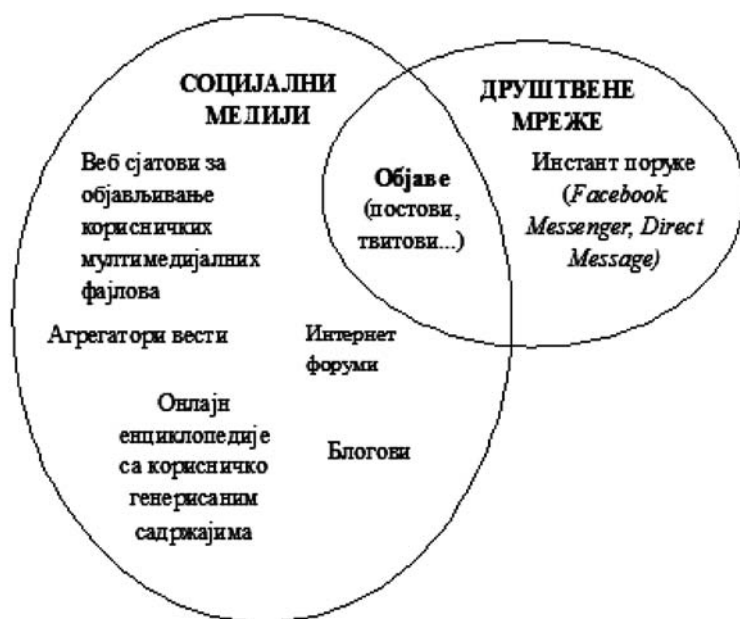 СОЦИЈАЛНИ
МЕДИЈИ
Веб сјатови за
објављивање
корисничких
мултимедијалних
фајлова
Агрегатори вести
Интернет
форуми
Онлајн
енциклопедије
са корисничко
генерисаним
садржајима
Блогови
Објаве
(постови,
твитови...)
ДРУШТВЕНЕ
МРЕЖЕ
Инстант поруке
(Facebook
Messenger, Direct
Message)